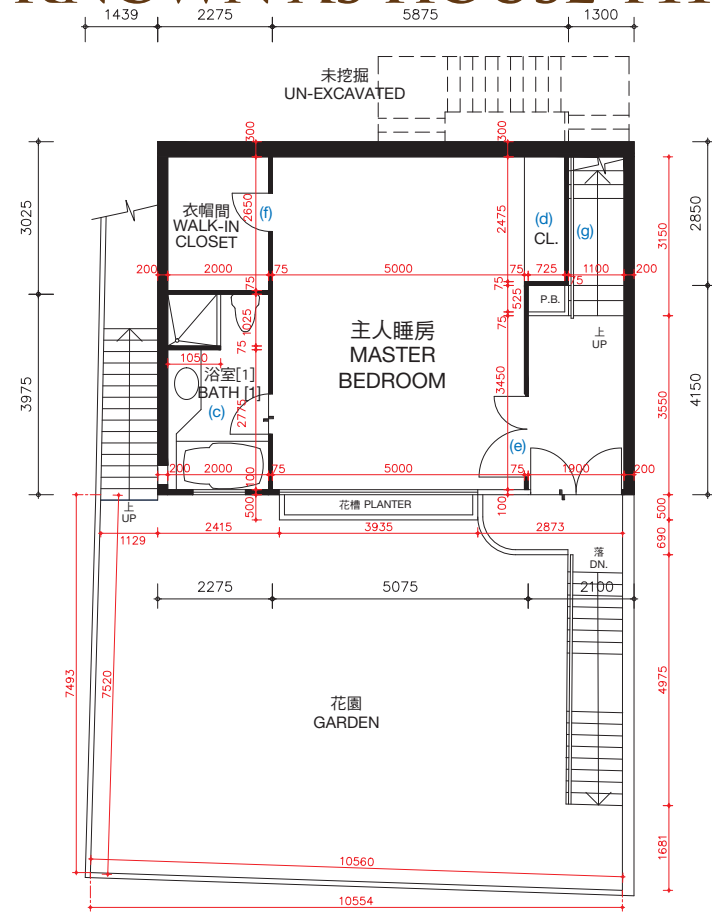 1439 2275 5875 1300
未挖掘
UN-EXCAVATED
300 300
3025
衣帽間
WALK-IN
CLOSET
2650
(f)
2475
(d)
CL.
(g)
3150
2850
200 2000 75 5000 75 725 1100 200
75 75 75
525
P.B.
1025
75
主人睡房
MASTER
BEDROOM
上
UP
75
1050
浴室[1]
BATH [1]
(c)
2775
3450
3975
3550
4150
(e)
200 2000 75 5000 75 1900 200
100
100
上
UP
500
花槽 PLANTER
500
1129 2415 3935 2873
690
落
DN.
2275 5075 2100
7493
7520
4975
花園
GARDEN
1681
10560
10554